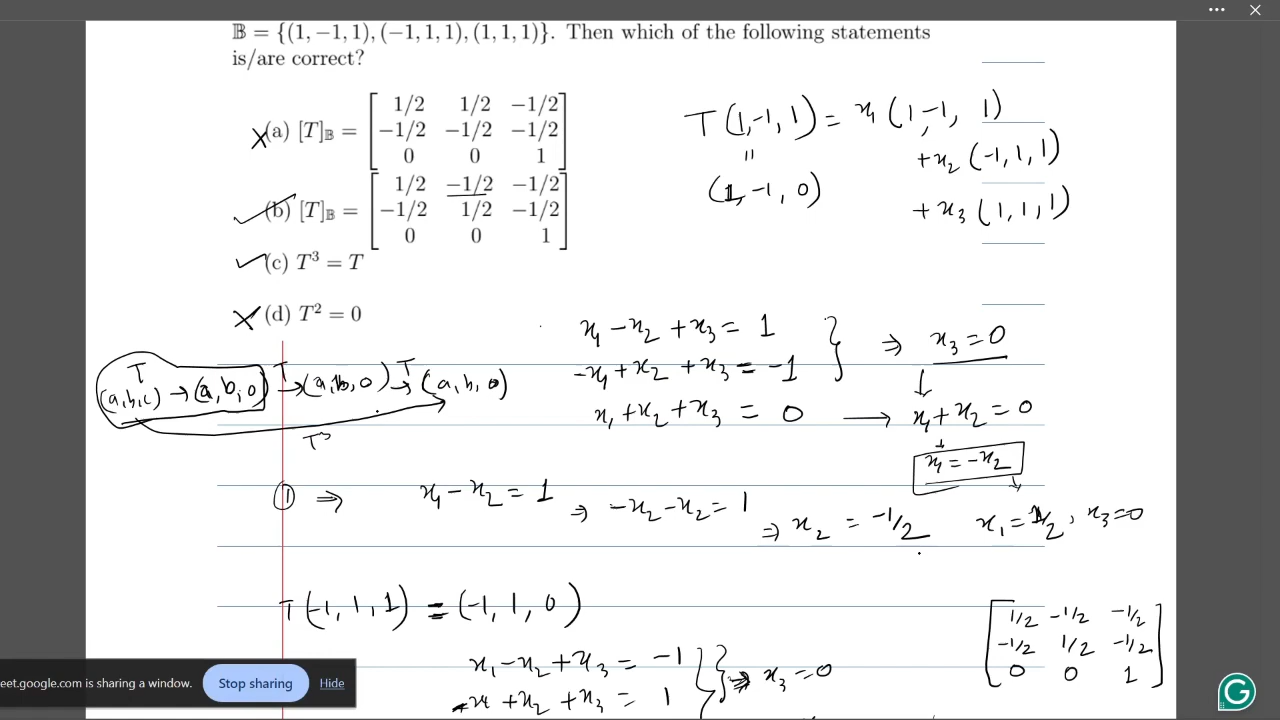 𝔹 = {(1, −1, 1), (−1, 1, 1), (1, 1, 1)}. Then which of the following statements
is/are correct?
(a) [T]𝔹 = [1/2 1/2 −1/2
−1/2 −1/2 −1/2
0 0 1]
(b) [T]𝔹 = [1/2 −1/2 −1/2
−1/2 1/2 −1/2
0 0 1]
(c) T³ = T
(d) T² = 0
T(1,-1,1) = x₁(1,-1, 1)
+x₂(-1,1,1)
+x₃(1,1,1)
"
(1,-1,0)
x₁ - x₂ + x₃ = 1
-x₁ + x₂ + x₃ = -1 } ⇒ x₃ = 0
x₁ + x₂ + x₃ = 0 → x₁ + x₂ = 0
x₁ = -x₂
T T T
(a,b,c) → (a,b,0) → (a,b,0) → (a,b,0)
T³
① ⇒ x₁ - x₂ = 1 ⇒ -x₂ - x₂ = 1
⇒ x₂ = -1/2 x₁ = 1/2, x₃ = 0
T(-1,1,1) = (-1,1,0)
x₁ - x₂ + x₃ = -1 } ⇒ x₃ = 0
-x₁ + x₂ + x₃ = 1
[1/2 -1/2 -1/2
-1/2 1/2 -1/2
0 0 1]
eet.google.com is sharing a window. Stop sharing Hide